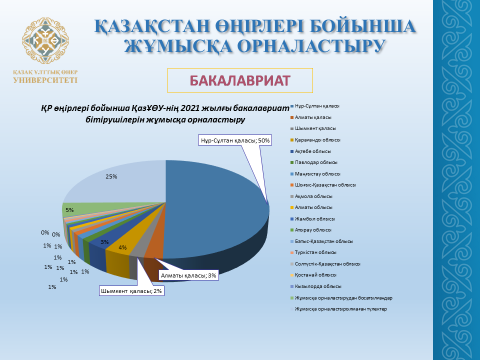 ҚАЗАҚСТАН ӨҢІРЛЕРІ БОЙЫНША
ЖҰМЫСҚА ОРНАЛАСТЫРУ
ҚАЗАҚ ҰЛТТЫҚ ӨНЕР
УНИВЕРСИТЕТІ
БАКАЛАВРИАТ
ҚР өңірлері бойынша ҚазҰӨУ-нің 2021 жылғы бакалавриат
бітірушілерін жұмысқа орналастыру
Нұр-Сұлтан қаласы; 50%
25%
5%
0%
0%
1%
1%
1%
1%
1%
1%
1%
1%
1%
1%
1%
3%
4%
Алматы қаласы; 3%
Шымкент қаласы; 2%
Нұр-Сұлтан қаласы
Алматы қаласы
Шымкент қаласы
Қарағанды облысы
Ақтөбе облысы
Павлодар облысы
Маңғыстау облысы
Шығыс-Қазақстан облысы
Ақмола облысы
Алматы облысы
Жамбыл облысы
Атырау облысы
Батыс-Қазақстан облысы
Түркістан облысы
Солтүстік-Қазақстан облысы
Қостанай облысы
Қызылорда облысы
Жұмысқа орналастырудан босатылғандар
Жұмысқа орналастырылмаған түлектер